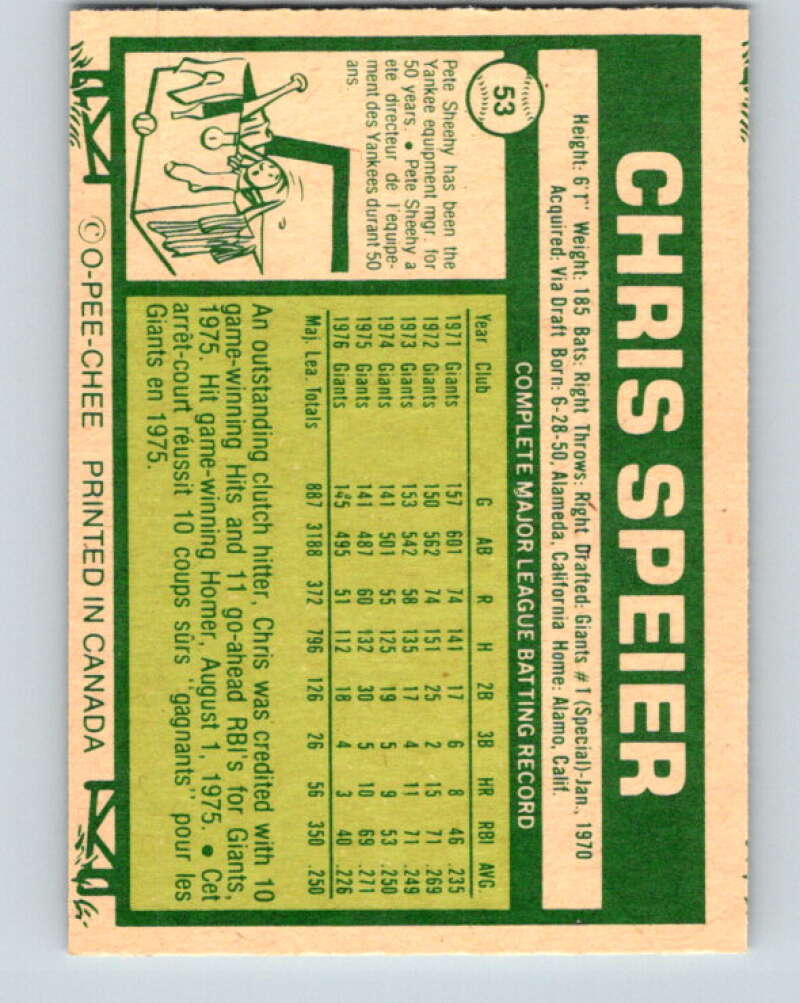 CHRIS SPEIER
53
Height: 6'1" Weight: 185 Bats: Right Throws: Right Drafted: Giants #1 (Special)-Jan., 1970
Acquired: Via Draft Born: 6-28-50, Alameda, California Home: Alamo, Calif.
COMPLETE MAJOR LEAGUE BATTING RECORD
Year Club G AB R H 2B 3B HR RBI AVG.
1971 Giants 157 601 74 141 17 6 8 46 .235
1972 Giants 150 562 74 151 25 2 15 71 .269
1973 Giants 153 542 58 135 17 4 11 71 .249
1974 Giants 141 501 55 125 19 5 9 53 .250
1975 Giants 141 487 60 132 30 5 10 69 .271
1976 Giants 145 495 51 112 18 4 3 40 .226
Maj. Lea. Totals 887 3188 372 796 126 26 56 350 .250
An outstanding clutch hitter, Chris was credited with 10
game-winning Hits and 11 go-ahead RBI's for Giants,
1975. Hit game-winning Homer, August 1, 1975. • Cet
arrêt-court réussit 10 coups sûrs "gagnants" pour les
Giants en 1975.
Pete Sheehy has been the
Yankee equipment mgr. for
50 years • Pete Sheehy a
ete directeur de l'equipe-
ment des Yankees durant 50
ans.
© O-PEE-CHEE PRINTED IN CANADA